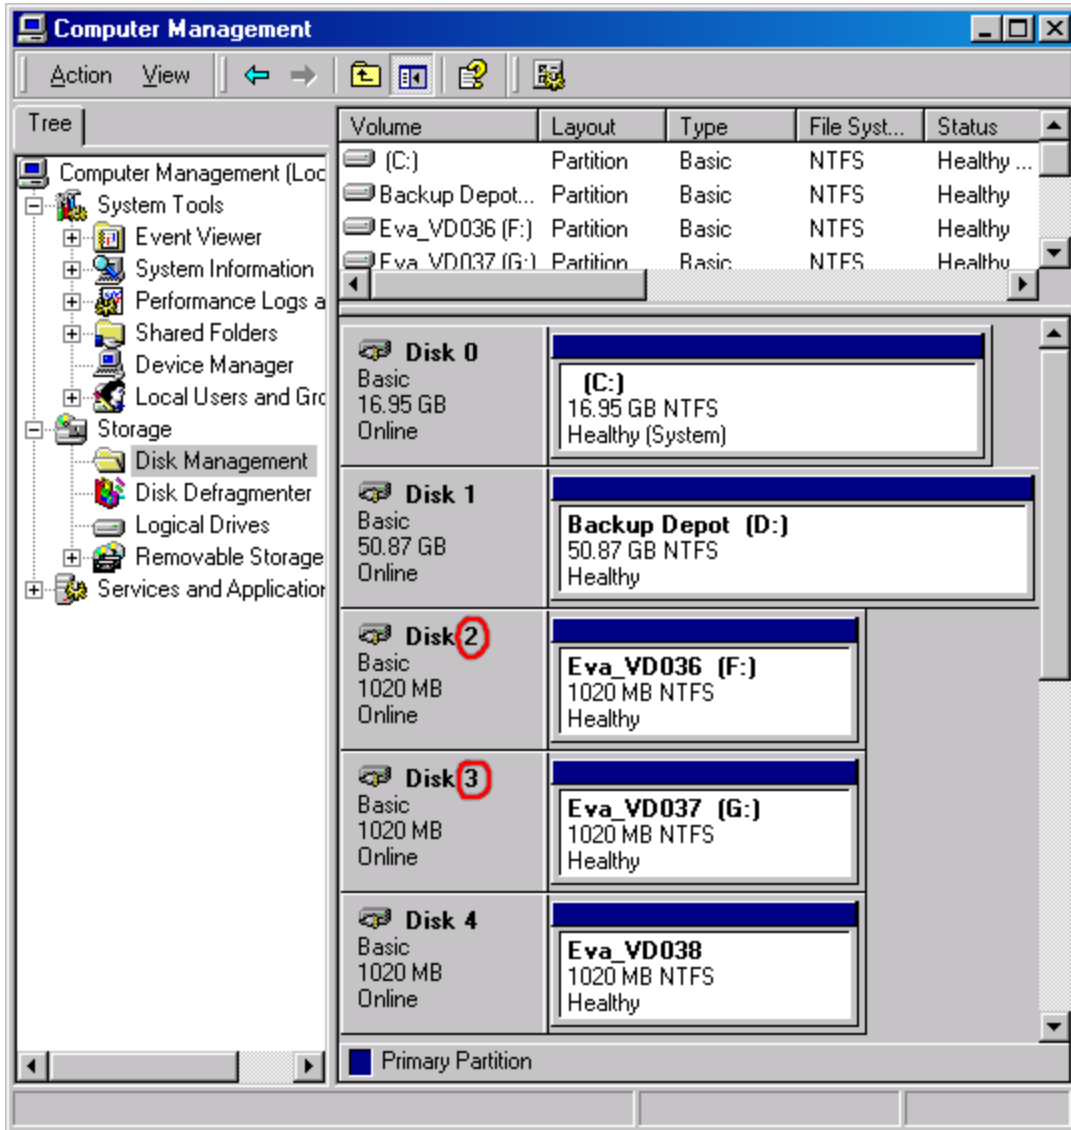 Computer Management
Action View
Tree
Computer Management (Loc
System Tools
Event Viewer
System Information
Performance Logs a
Shared Folders
Device Manager
Local Users and Gro
Storage
Disk Management
Disk Defragmenter
Logical Drives
Removable Storage
Services and Application
Volume Layout Type File Syst... Status
(C:) Partition Basic NTFS Healthy ...
Backup Depot... Partition Basic NTFS Healthy
Eva_VD036 (F:) Partition Basic NTFS Healthy
Eva_VD037 (G:) Partition Basic NTFS Healthy
Disk 0
Basic
16.95 GB
Online
(C:)
16.95 GB NTFS
Healthy (System)
Disk 1
Basic
50.87 GB
Online
Backup Depot (D:)
50.87 GB NTFS
Healthy
Disk 2
Basic
1020 MB
Online
Eva_VD036 (F:)
1020 MB NTFS
Healthy
Disk 3
Basic
1020 MB
Online
Eva_VD037 (G:)
1020 MB NTFS
Healthy
Disk 4
Basic
1020 MB
Online
Eva_VD038
1020 MB NTFS
Healthy
Primary Partition